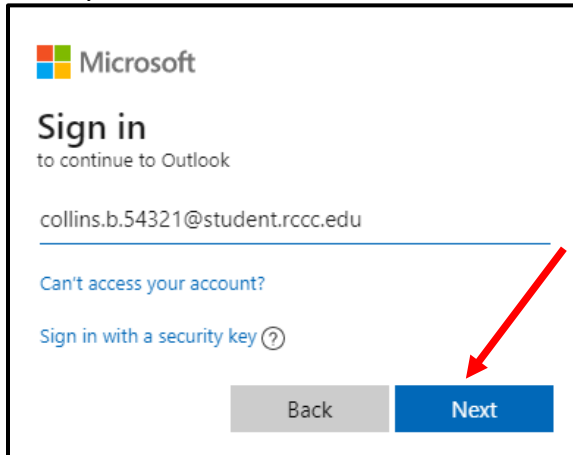 Microsoft
Sign in
to continue to Outlook
collins.b.54321@student.rccc.edu
Can't access your account?
Sign in with a security key ?
Back Next